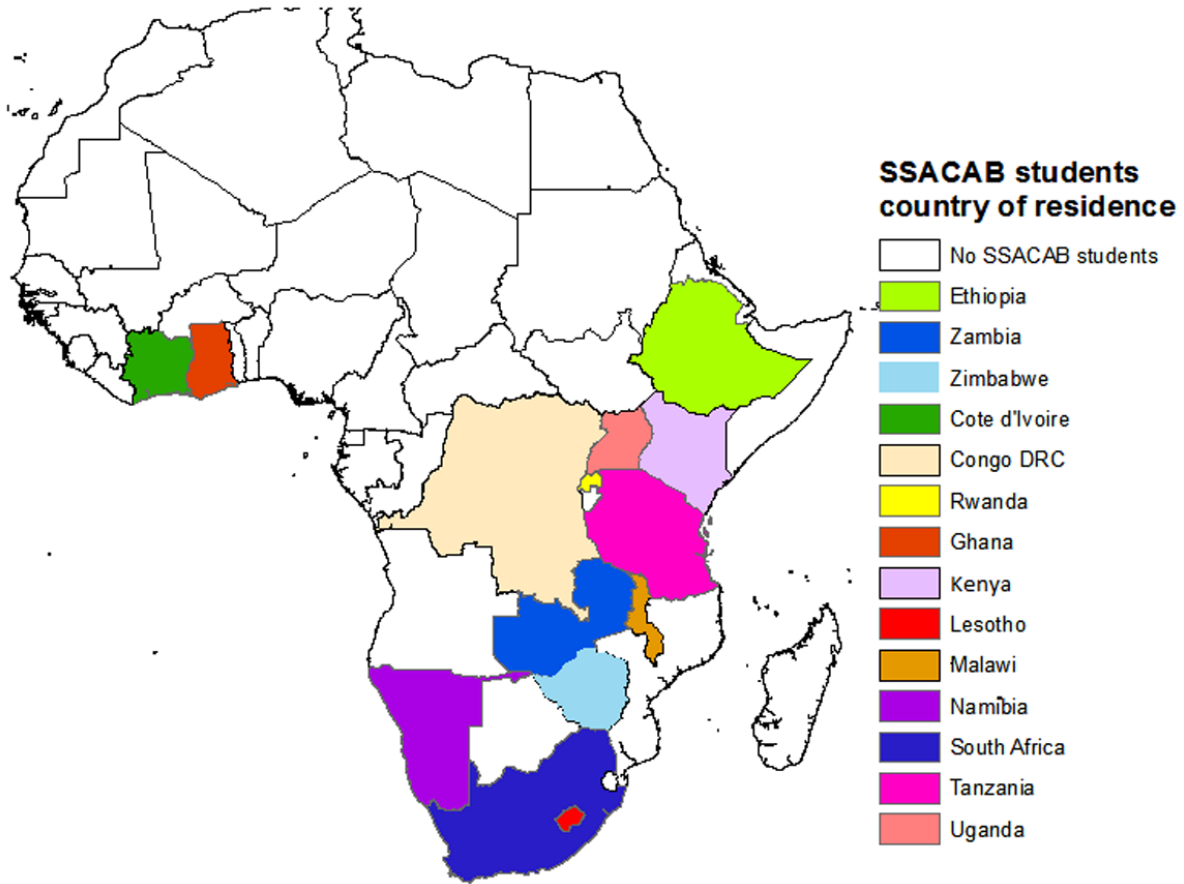 SSACAB students
country of residence
No SSACAB students
Ethiopia
Zambia
Zimbabwe
Cote d'Ivoire
Congo DRC
Rwanda
Ghana
Kenya
Lesotho
Malawi
Namibia
South Africa
Tanzania
Uganda